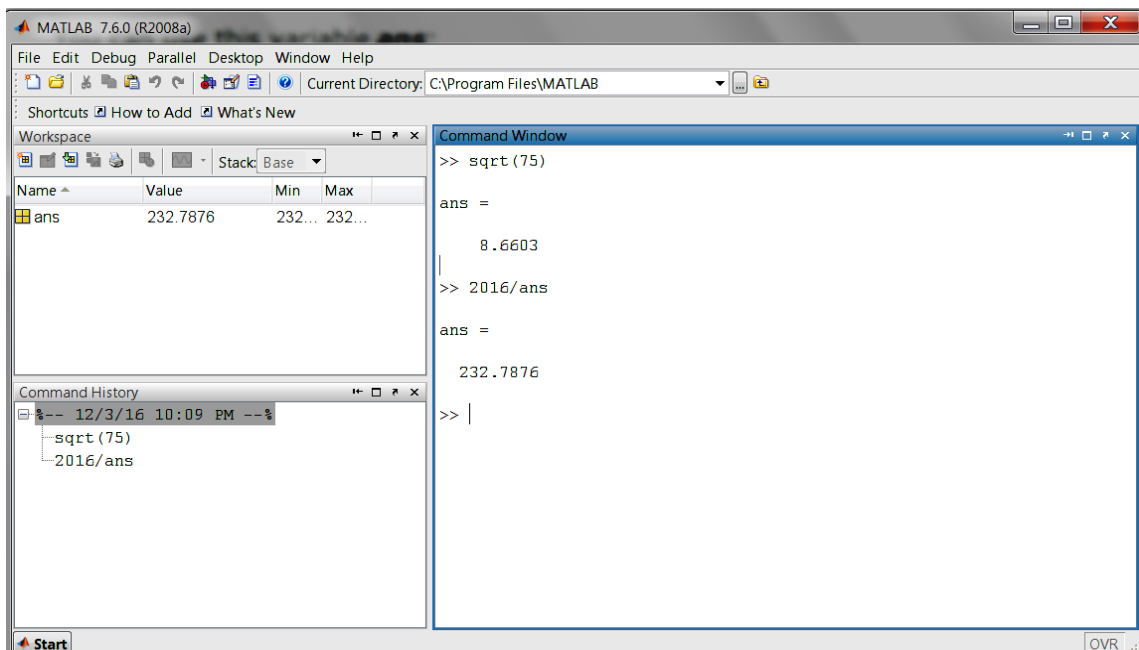 MATLAB 7.6.0 (R2008a)
File Edit Debug Parallel Desktop Window Help
Current Directory: C:\Program Files\MATLAB
Shortcuts How to Add What's New
Workspace
Stack: Base
Name Value Min Max
ans 232.7876 232... 232...
Command History
%-- 12/3/16 10:09 PM --%
sqrt(75)
2016/ans
Command Window
>> sqrt(75)
ans =
8.6603
>> 2016/ans
ans =
232.7876
>>
Start
OVR